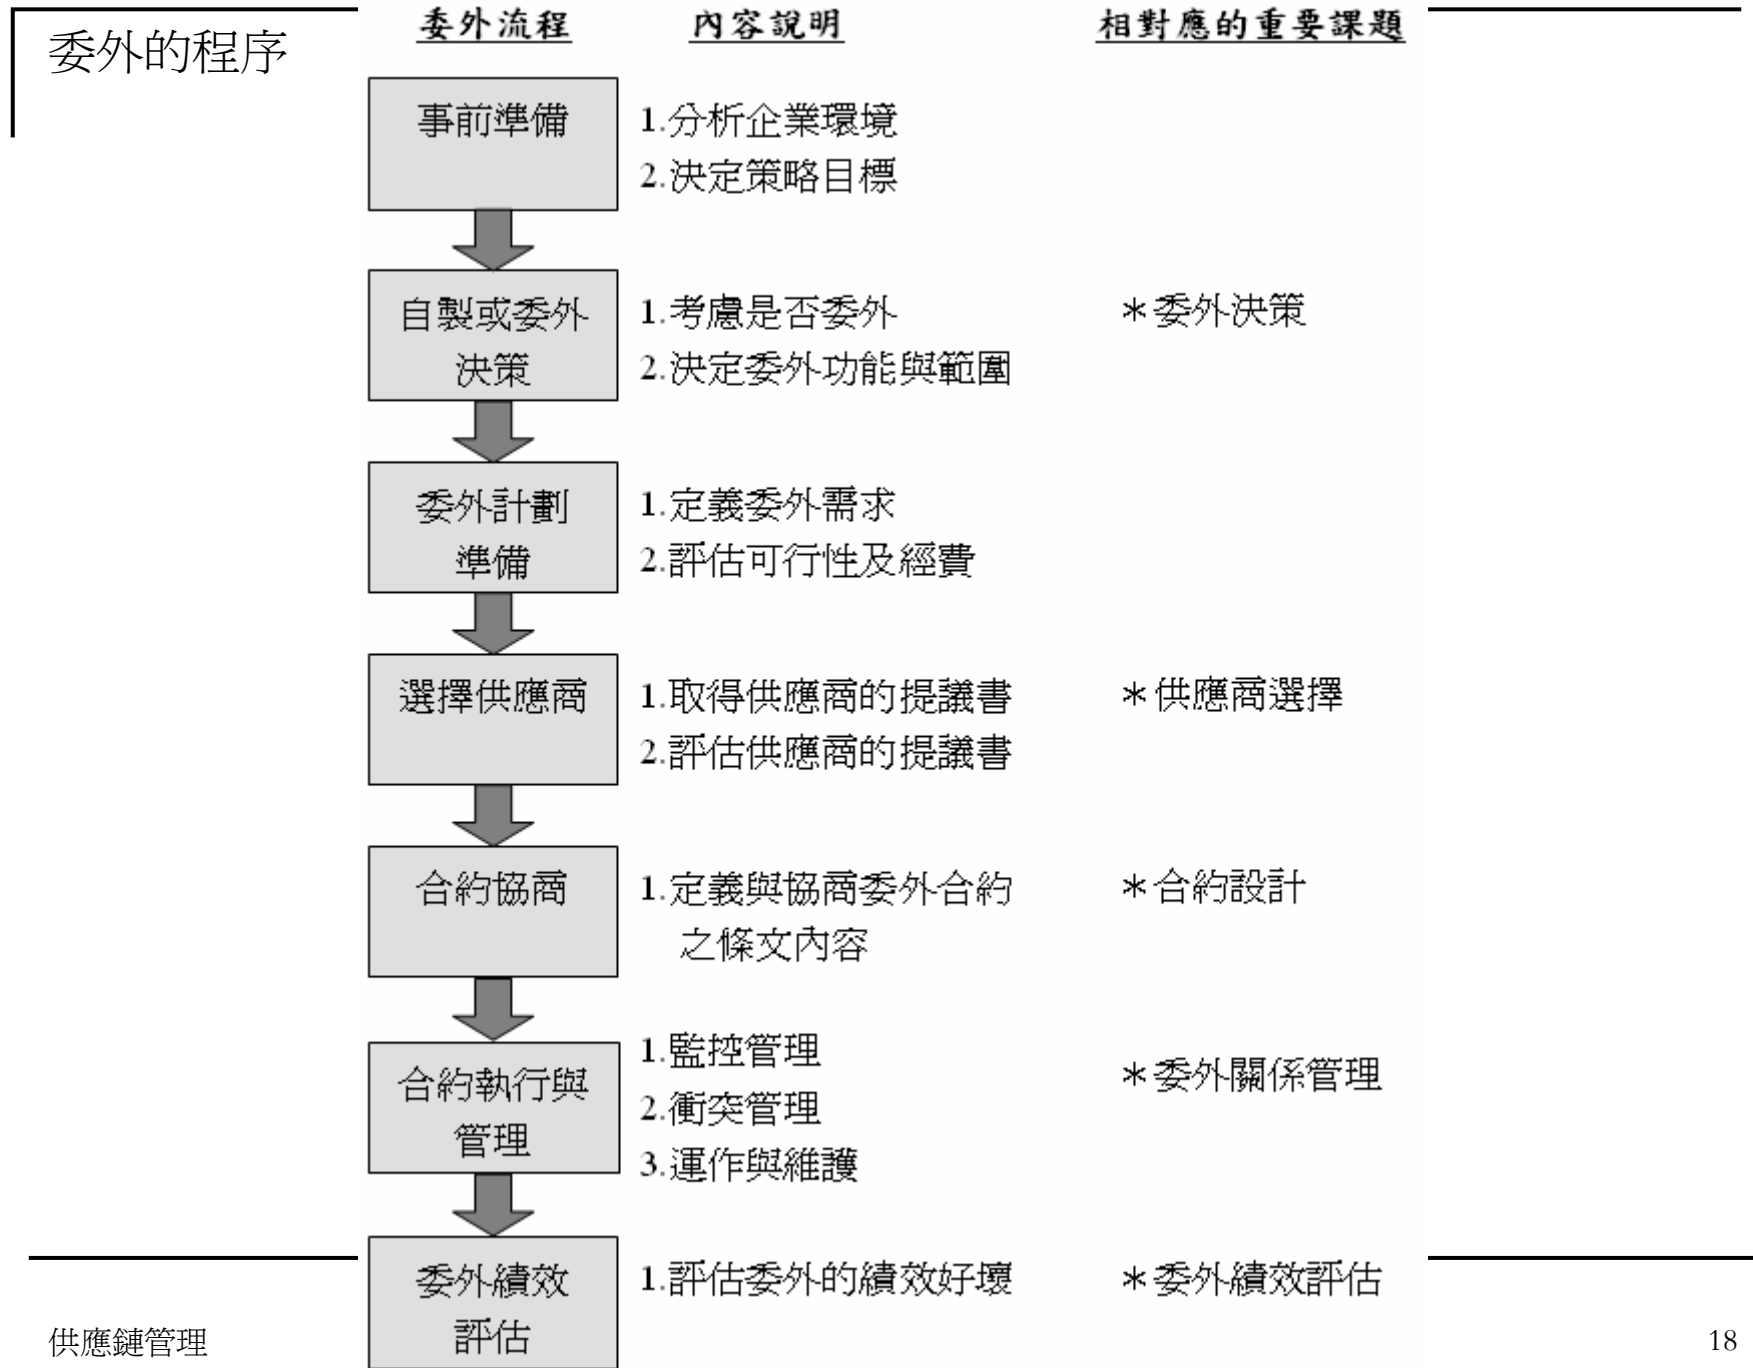 委外的程序
委外流程 內容說明 相對應的重要課題
事前準備
1.分析企業環境
2.決定策略目標
自製或委外
決策
1.考慮是否委外
2.決定委外功能與範圍
＊委外決策
委外計劃
準備
1.定義委外需求
2.評估可行性及經費
選擇供應商
1.取得供應商的提議書
2.評估供應商的提議書
＊供應商選擇
合約協商
1.定義與協商委外合約
之條文內容
＊合約設計
合約執行與
管理
1.監控管理
2.衝突管理
3.運作與維護
＊委外關係管理
委外績效
評估
1.評估委外的績效好壞
＊委外績效評估
供應鏈管理
18